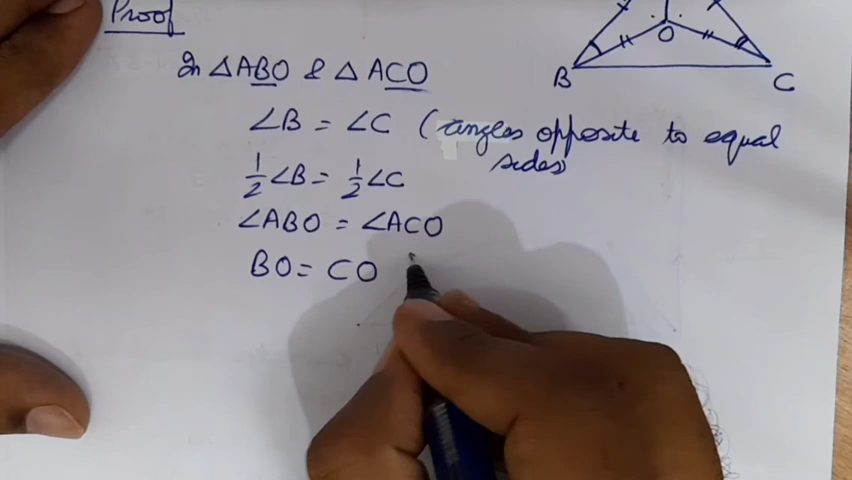 Proof
In △ABO & △ACO
∠B = ∠C (angles opposite to equal
sides)
1/2 ∠B = 1/2 ∠C
∠ABO = ∠ACO
BO = CO
O
B
C